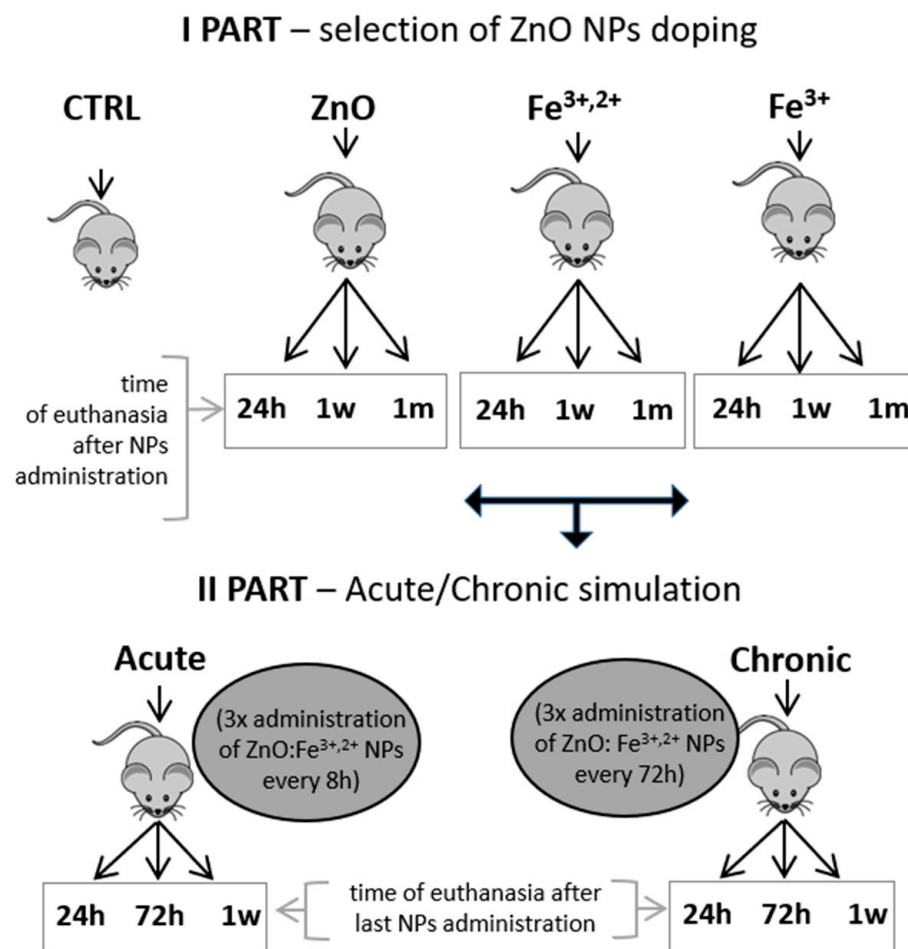 I PART – selection of ZnO NPs doping
CTRL ZnO Fe³⁺,²⁺ Fe³⁺
time
of euthanasia
after NPs
administration
24h 1w 1m 24h 1w 1m 24h 1w 1m
II PART – Acute/Chronic simulation
Acute Chronic
(3x administration
of ZnO:Fe³⁺,²⁺ NPs
every 8h)
(3x administration
of ZnO: Fe³⁺,²⁺ NPs
every 72h)
24h 72h 1w
time of euthanasia after
last NPs administration
24h 72h 1w